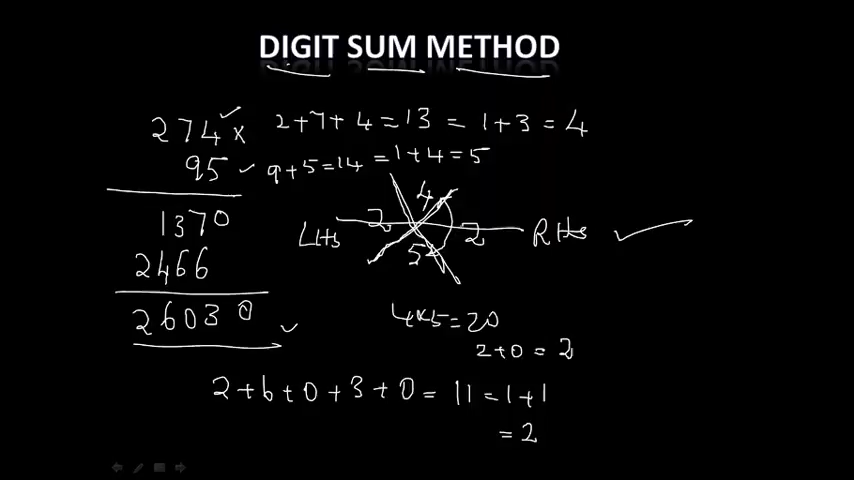 DIGIT SUM METHOD
274 × 2+7+4=13 = 1+3 = 4
95 9+5=14 =1+4=5
1370
2466
26030
4
LHS 2 2 RHS
5
4×5=20
2+0=2
2+6+0+3+0= 11 =1+1
=2